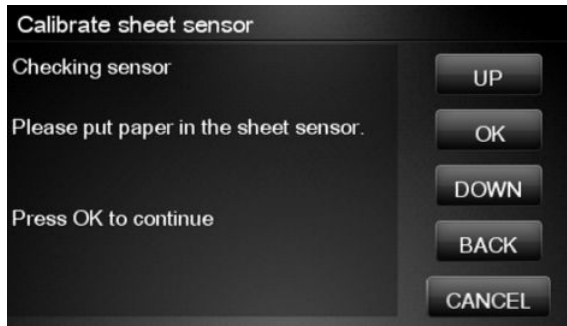 Calibrate sheet sensor
Checking sensor
Please put paper in the sheet sensor.
Press OK to continue
UP
OK
DOWN
BACK
CANCEL